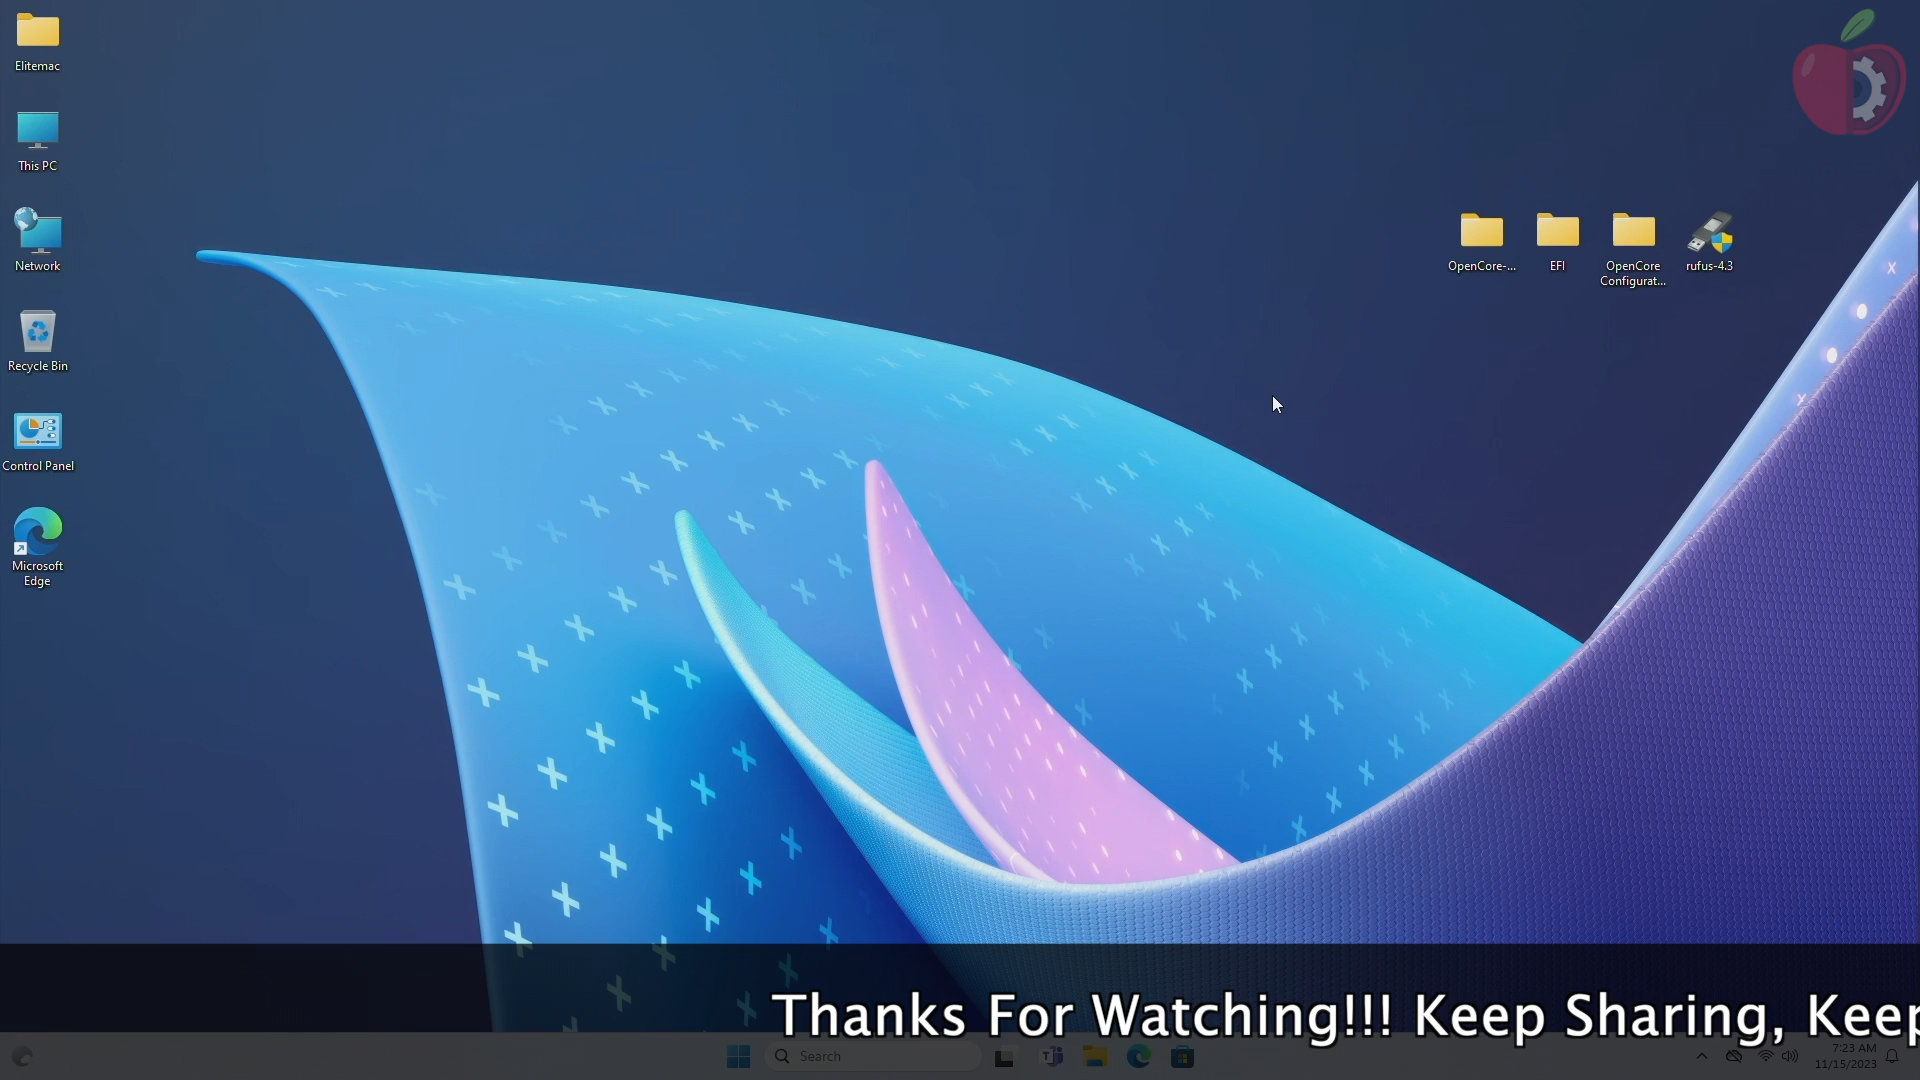 Elitemac
This PC
Network
Recycle Bin
Control Panel
Microsoft
Edge
OpenCore-...
EFI
OpenCore
Configurat...
rufus-4.3
Thanks For Watching!!! Keep Sharing, Keep
Search
7:23 AM
11/15/2023